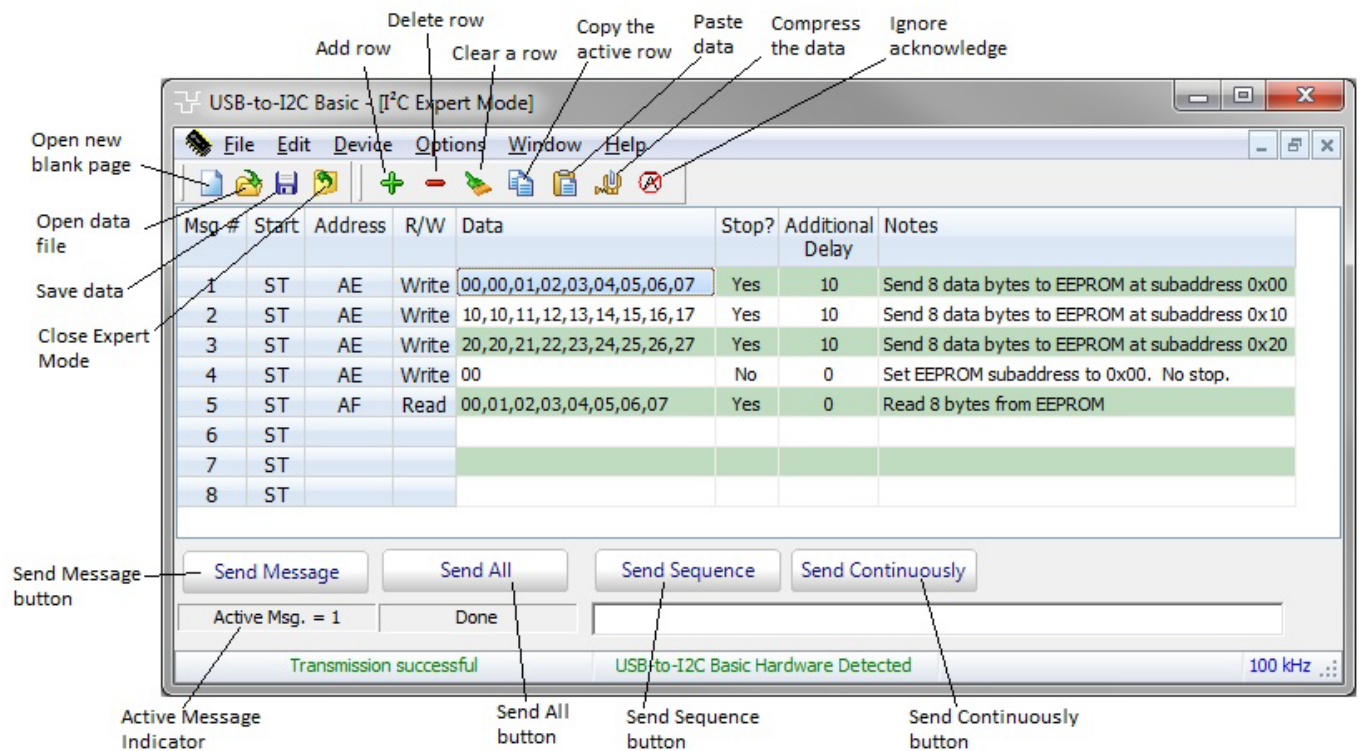 Delete row
Add row
Clear a row
Copy the
active row
Paste
data
Compress
the data
Ignore
acknowledge
USB-to-I2C Basic - [I²C Expert Mode]
Open new
blank page
File Edit Device Options Window Help
Open data
file
Save data
Close Expert
Mode
Msg # Start Address R/W Data Stop? Additional Delay Notes
1 ST AE Write 00,00,01,02,03,04,05,06,07 Yes 10 Send 8 data bytes to EEPROM at subaddress 0x00
2 ST AE Write 10,10,11,12,13,14,15,16,17 Yes 10 Send 8 data bytes to EEPROM at subaddress 0x10
3 ST AE Write 20,20,21,22,23,24,25,26,27 Yes 10 Send 8 data bytes to EEPROM at subaddress 0x20
4 ST AE Write 00 No 0 Set EEPROM subaddress to 0x00. No stop.
5 ST AF Read 00,01,02,03,04,05,06,07 Yes 0 Read 8 bytes from EEPROM
6 ST
7 ST
8 ST
Send Message
button
Send Message Send All Send Sequence Send Continuously
Active Msg. = 1 Done
Transmission successful USB-to-I2C Basic Hardware Detected 100 kHz
Active Message
Indicator
Send All
button
Send Sequence
button
Send Continuously
button